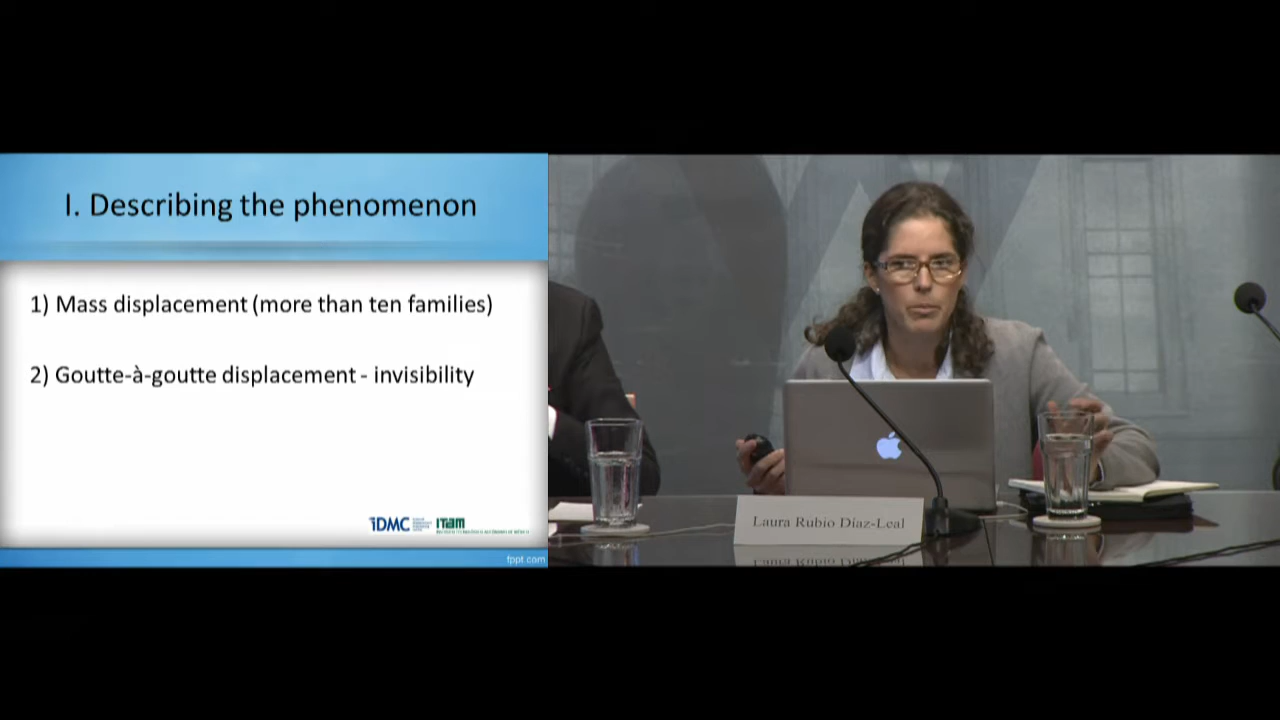 I. Describing the phenomenon
1) Mass displacement (more than ten families)
2) Goutte-à-goutte displacement - invisibility
iDMC
ITAM
fppt.com
Laura Rubio Díaz-Leal